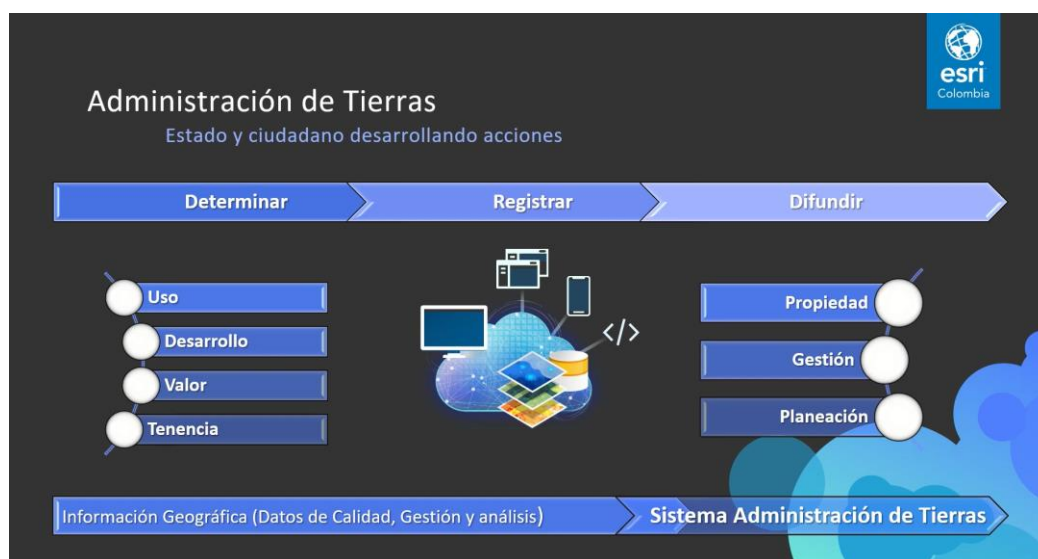 esri
Colombia
Administración de Tierras
Estado y ciudadano desarrollando acciones
Determinar
Registrar
Difundir
Uso
Desarrollo
Valor
Tenencia
</>
Propiedad
Gestión
Planeación
Información Geográfica (Datos de Calidad, Gestión y análisis)
Sistema Administración de Tierras